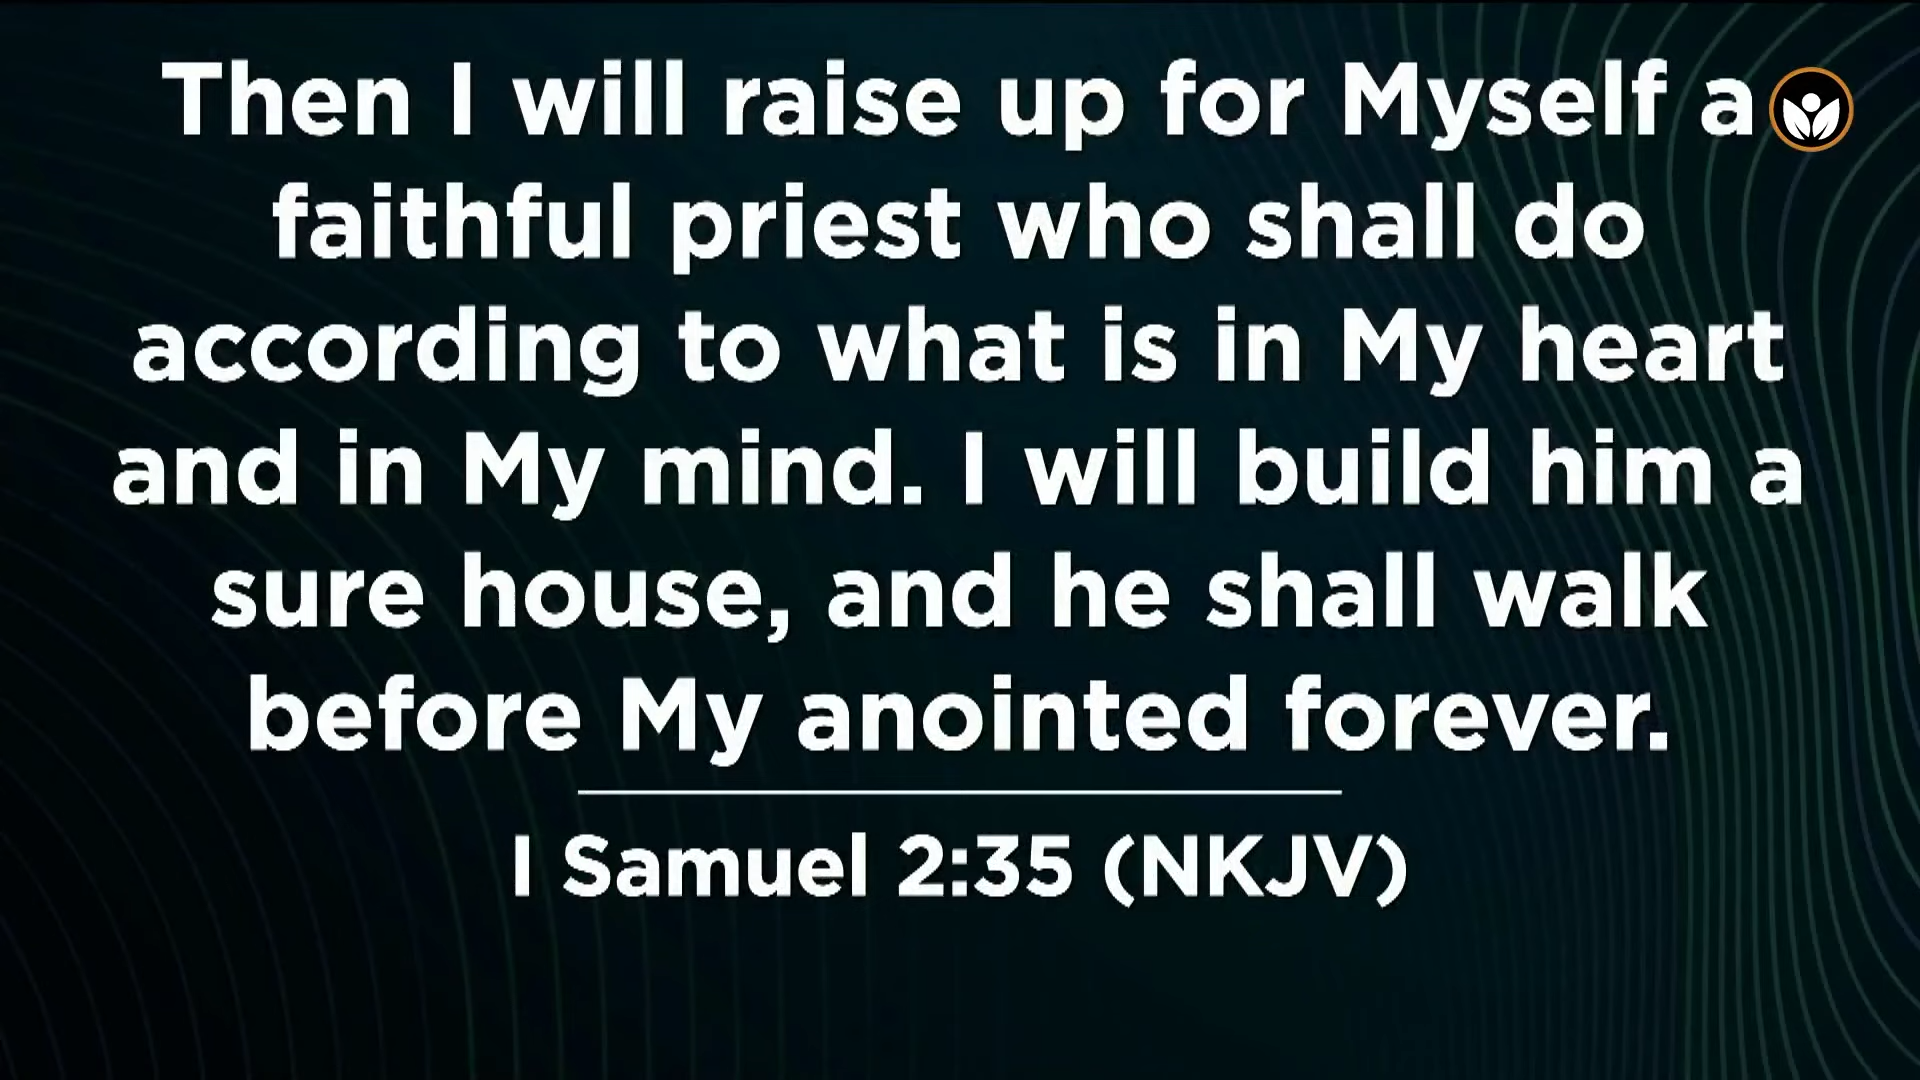 Then I will raise up for Myself a
faithful priest who shall do
according to what is in My heart
and in My mind. I will build him a
sure house, and he shall walk
before My anointed forever.
I Samuel 2:35 (NKJV)